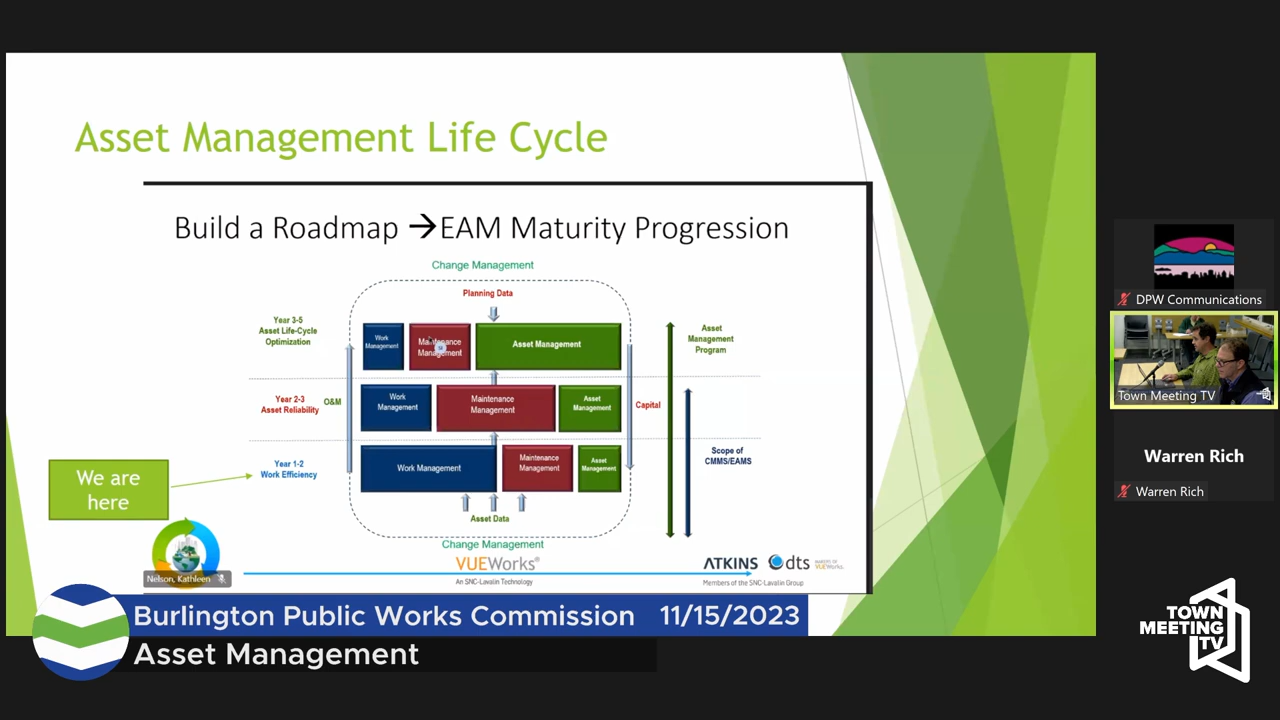 Asset Management Life Cycle
Build a Roadmap → EAM Maturity Progression
Change Management
Planning Data
Year 3-5
Asset Life-Cycle
Optimization
Work
Management
Maintenance
Management
Asset Management
Asset
Management
Program
Year 2-3
Asset Reliability
O&M
Work
Management
Maintenance
Management
Asset
Management
Capital
Year 1-2
Work Efficiency
Work Management
Maintenance
Management
Asset
Management
Scope of
CMMS/EAMS
We are
here
Asset Data
Change Management
VUEWorks®
An SNC-Lavalin Technology
ATKINS
dts
VUEWorks.
Members of the SNC-Lavalin Group
Nelson, Kathleen
Burlington Public Works Commission 11/15/2023
Asset Management
DPW Communications
Town Meeting TV
Warren Rich
Warren Rich
TOWN
MEETING
TV